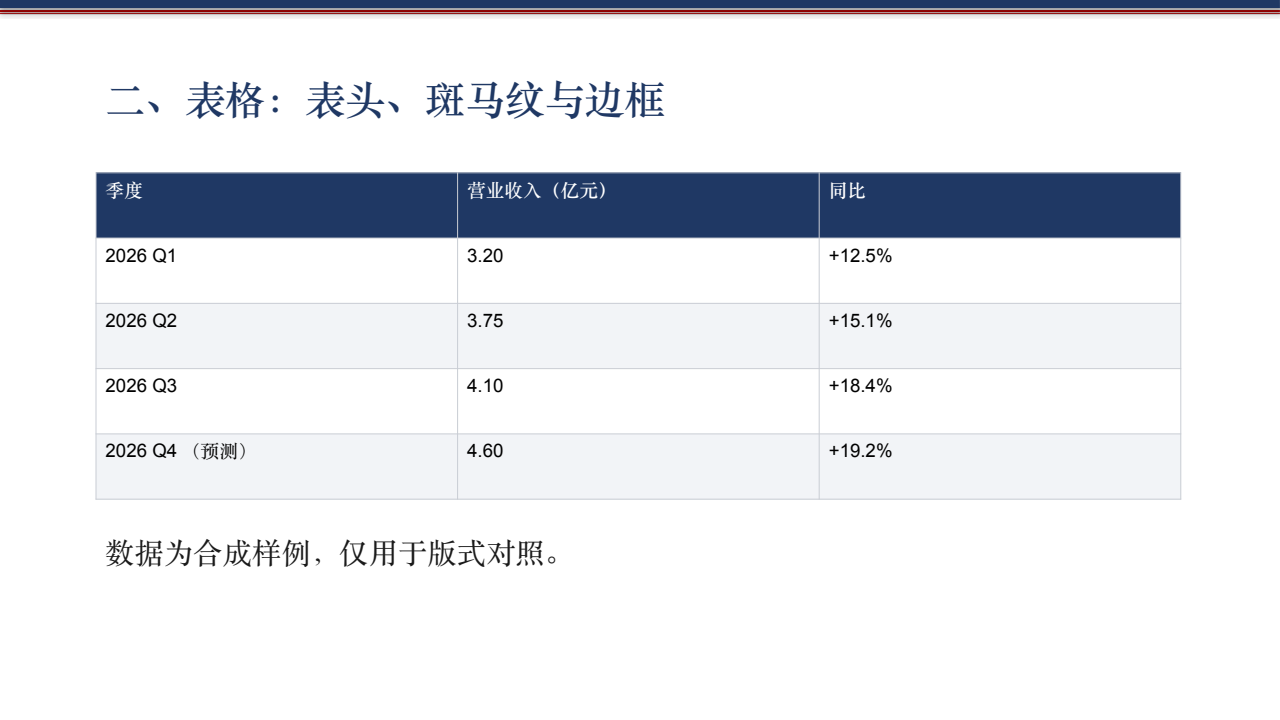 二、表格：表头、斑马纹与边框
季度 营业收入（亿元） 同比
2026 Q1 3.20 +12.5%
2026 Q2 3.75 +15.1%
2026 Q3 4.10 +18.4%
2026 Q4 （预测） 4.60 +19.2%
数据为合成样例，仅用于版式对照。